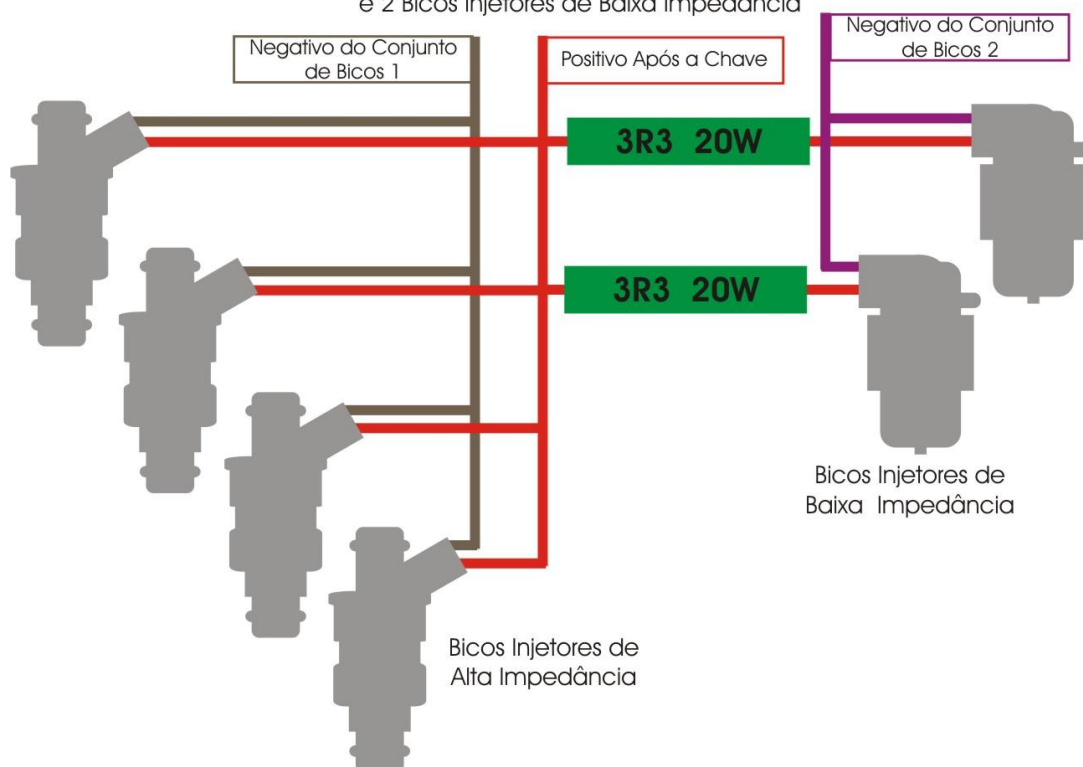 e 2 Bicos Injetores de Baixa Impedância
Negativo do Conjunto
de Bicos 1
Positivo Após a Chave
Negativo do Conjunto
de Bicos 2
3R3 20W
3R3 20W
Bicos Injetores de
Baixa Impedância
Bicos Injetores de
Alta Impedância